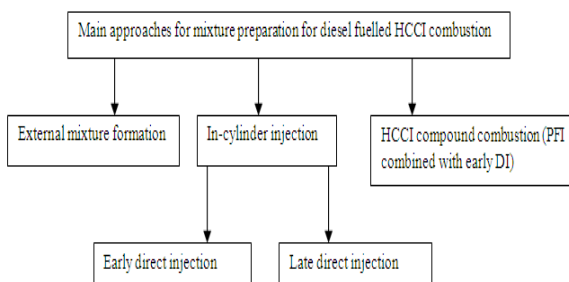 Main approaches for mixture preparation for diesel fuelled HCCI combustion
External mixture formation
In-cylinder injection
HCCI compound combustion (PFI
combined with early DI)
Early direct injection
Late direct injection